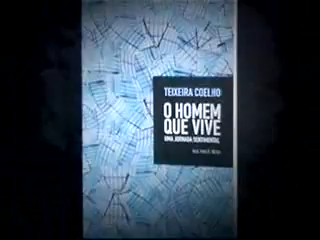 TEIXEIRA COELHO
O HOMEM
QUE VIVE
UMA JORNADA SENTIMENTAL